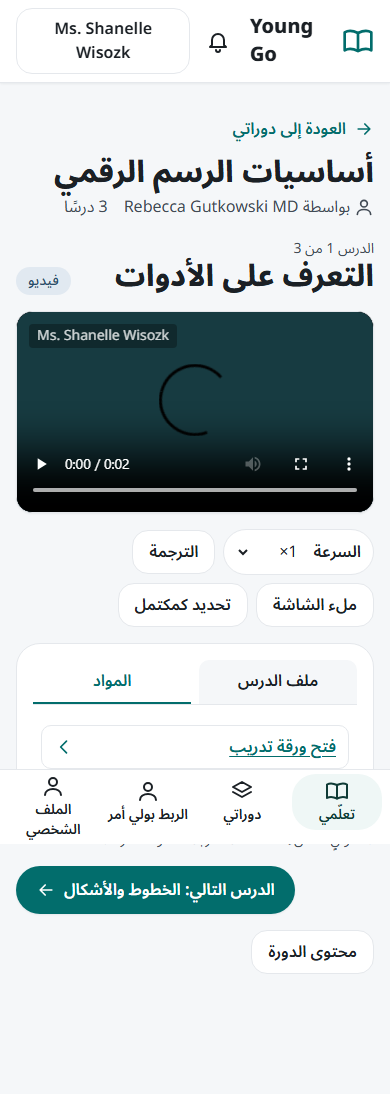 Young Go
Ms. Shanelle Wisozk
العودة إلى دوراتي
أساسيات الرسم الرقمي
بواسطة Rebecca Gutkowski MD
3 درسًا
الدرس 1 من 3
التعرف على الأدوات
فيديو
Ms. Shanelle Wisozk
0:00 / 0:02
السرعة
1×
الترجمة
ملء الشاشة
تحديد كمكتمل
ملف الدرس
المواد
فتح ورقة تدريب
تعلّمي
دوراتي
الربط بولي أمر
الملف الشخصي
الدرس التالي: الخطوط والأشكال
محتوى الدورة